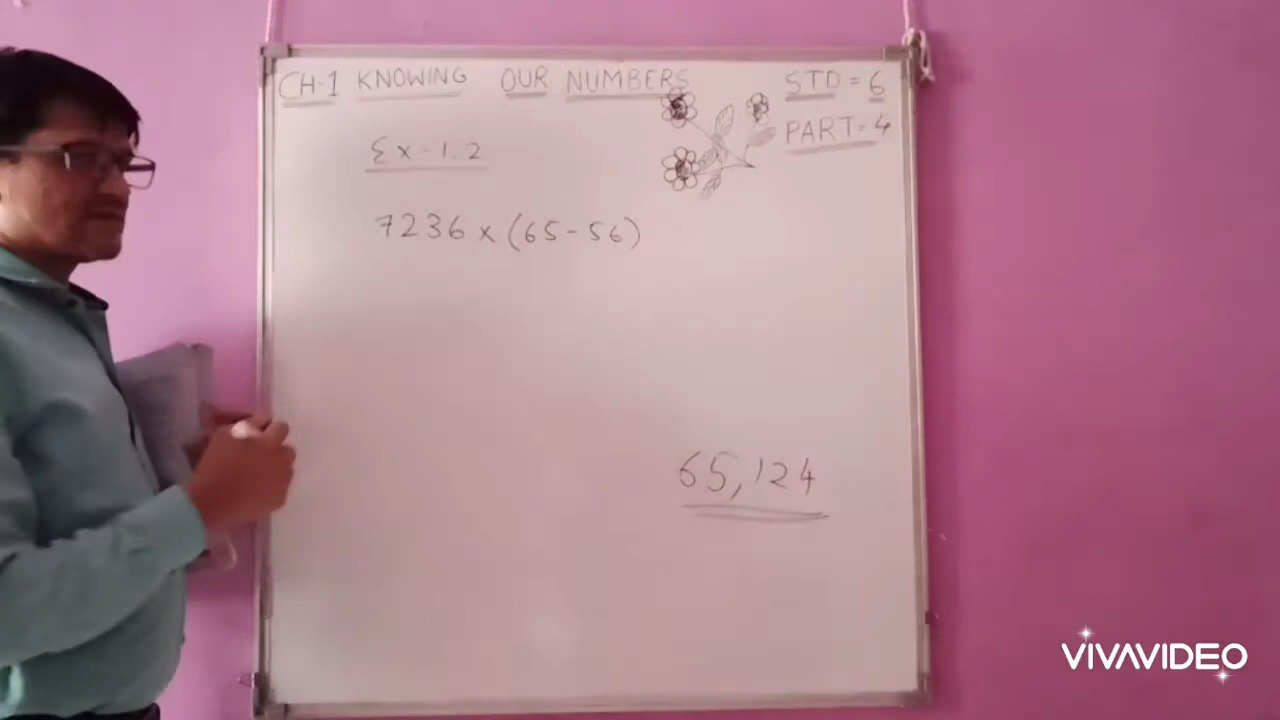 CH-1 KNOWING OUR NUMBERS
STD = 6
PART = 4
Ex - 1.2
7236 x (65 - 56)
65,124
VIVAVIDEO